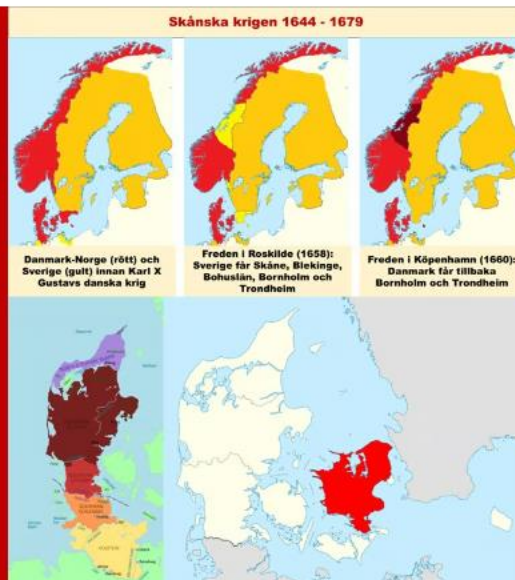 Skånska krigen 1644 - 1679
Danmark-Norge (rött) och
Sverige (gult) innan Karl X
Gustavs danska krig
Freden i Roskilde (1658):
Sverige får Skåne, Blekinge,
Bohuslän, Bornholm och
Trondheim
Freden i Köpenhamn (1660):
Danmark får tillbaka
Bornholm och Trondheim
HOLSTEIN